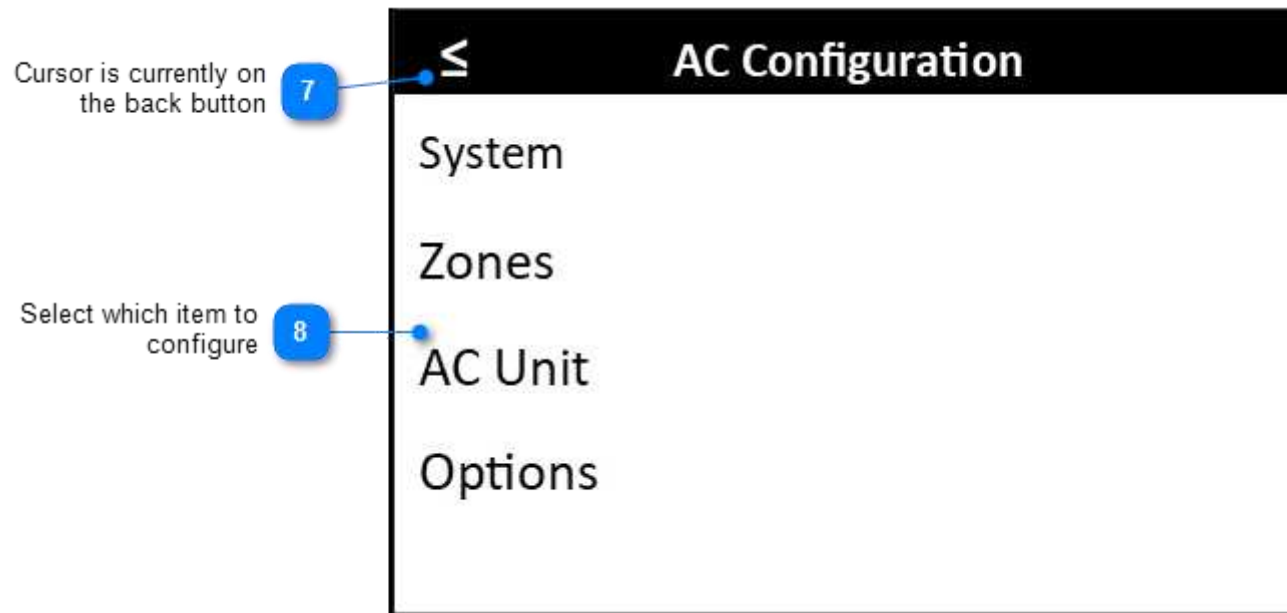 ≤ AC Configuration
Cursor is currently on
the back button
7
System
Zones
Select which item to
configure
8
AC Unit
Options